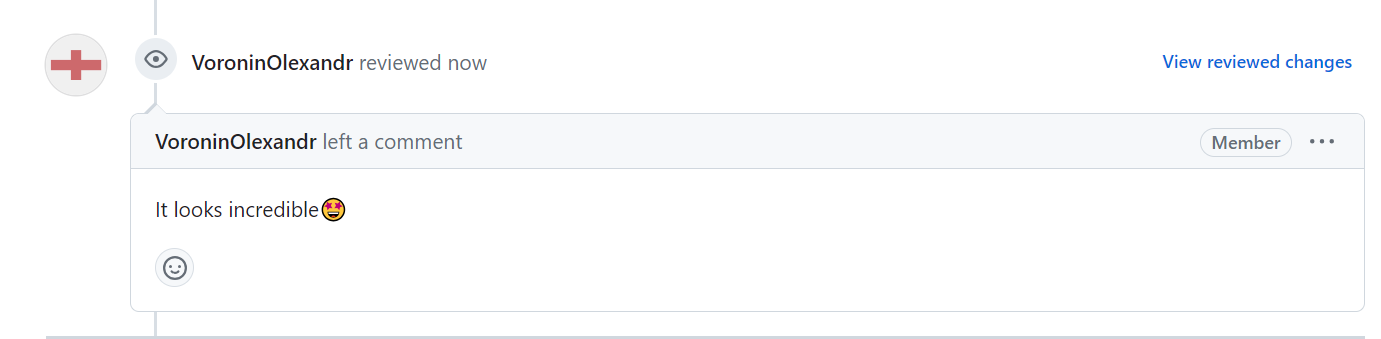 VoroninOlexandr reviewed now
View reviewed changes
VoroninOlexandr left a comment
Member
It looks incredible🤩